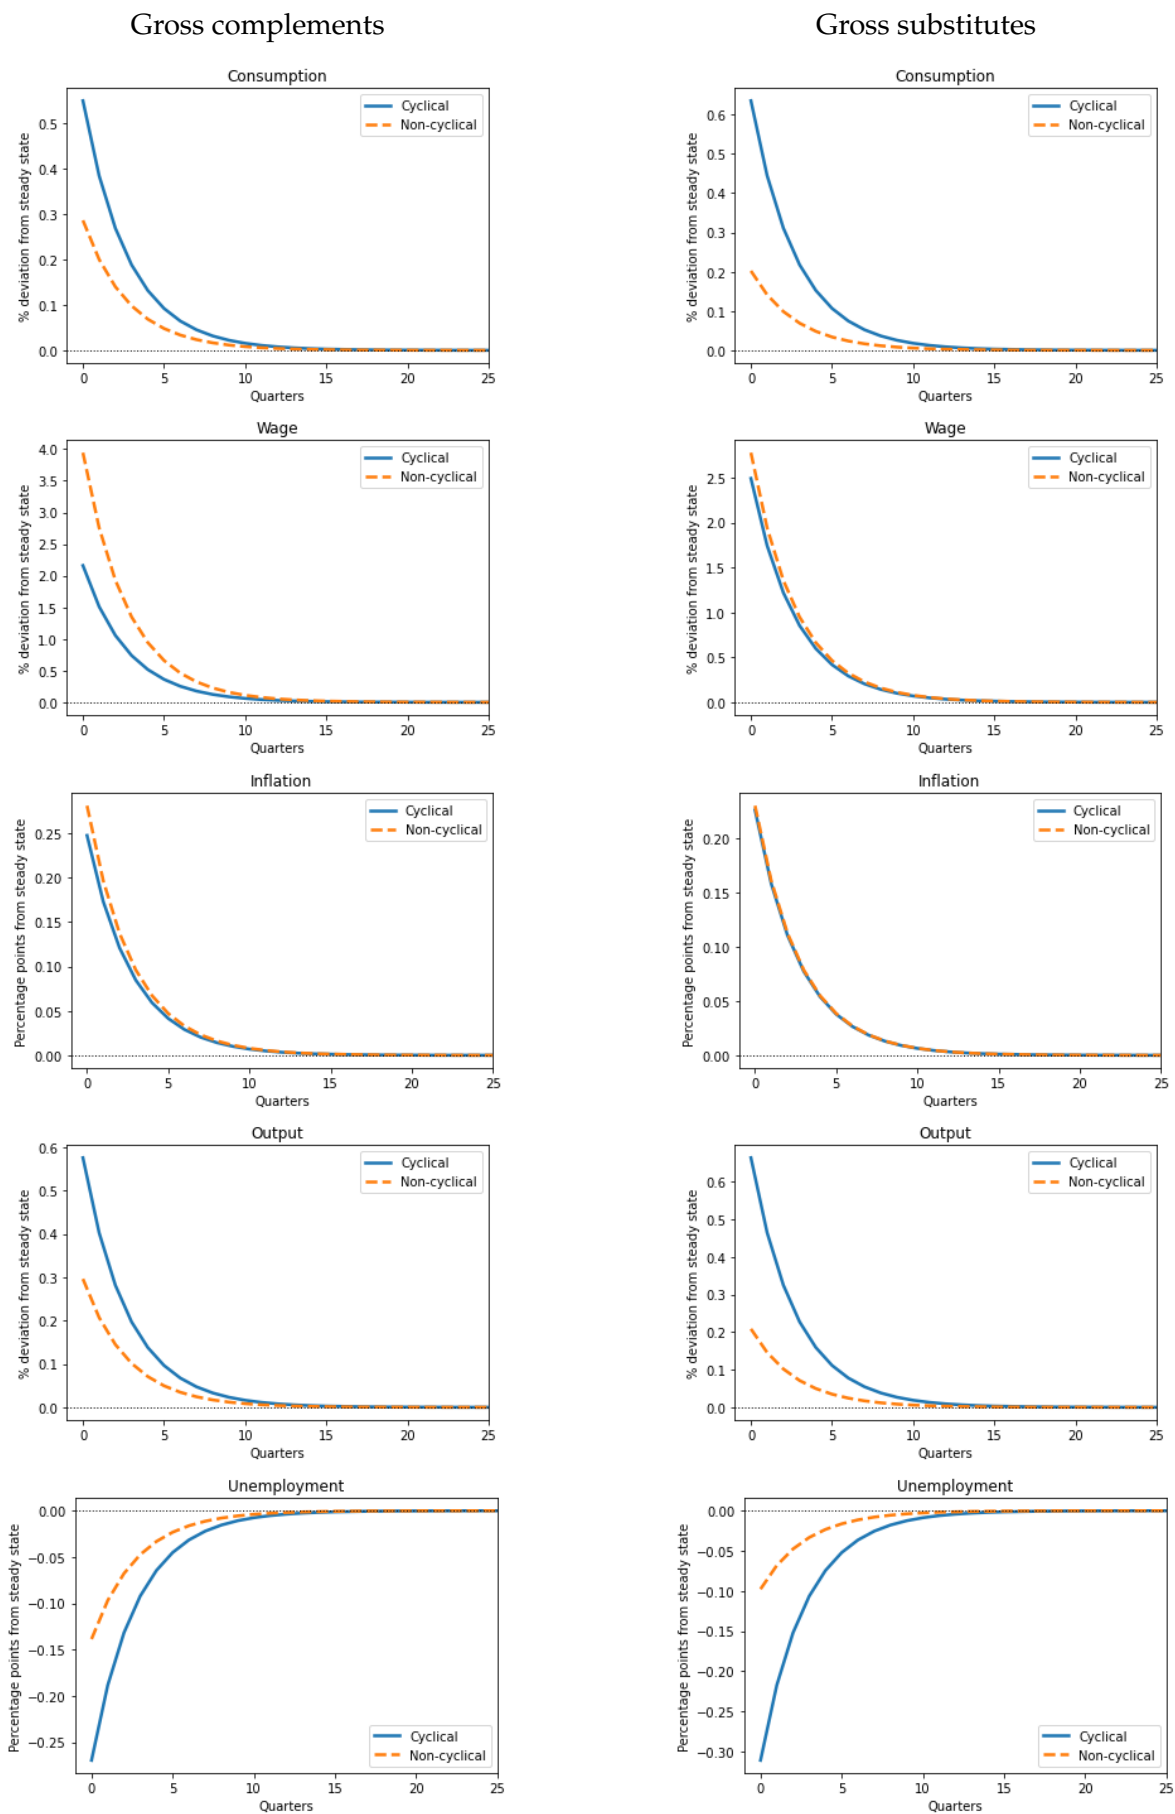 Gross complements
Gross substitutes
Consumption
% deviation from steady state
0.5
0.4
0.3
0.2
0.1
0.0
Cyclical
Non-cyclical
0 5 10 15 20 25
Quarters
Consumption
% deviation from steady state
0.6
0.5
0.4
0.3
0.2
0.1
0.0
Cyclical
Non-cyclical
0 5 10 15 20 25
Quarters
Wage
% deviation from steady state
4.0
3.5
3.0
2.5
2.0
1.5
1.0
0.5
0.0
Cyclical
Non-cyclical
0 5 10 15 20 25
Quarters
Wage
% deviation from steady state
2.5
2.0
1.5
1.0
0.5
0.0
Cyclical
Non-cyclical
0 5 10 15 20 25
Quarters
Inflation
Percentage points from steady state
0.25
0.20
0.15
0.10
0.05
0.00
Cyclical
Non-cyclical
0 5 10 15 20 25
Quarters
Inflation
Percentage points from steady state
0.20
0.15
0.10
0.05
0.00
Cyclical
Non-cyclical
0 5 10 15 20 25
Quarters
Output
% deviation from steady state
0.6
0.5
0.4
0.3
0.2
0.1
0.0
Cyclical
Non-cyclical
0 5 10 15 20 25
Quarters
Output
% deviation from steady state
0.6
0.5
0.4
0.3
0.2
0.1
0.0
Cyclical
Non-cyclical
0 5 10 15 20 25
Quarters
Unemployment
Percentage points from steady state
0.00
−0.05
−0.10
−0.15
−0.20
−0.25
Cyclical
Non-cyclical
0 5 10 15 20 25
Quarters
Unemployment
Percentage points from steady state
0.00
−0.05
−0.10
−0.15
−0.20
−0.25
−0.30
Cyclical
Non-cyclical
0 5 10 15 20 25
Quarters